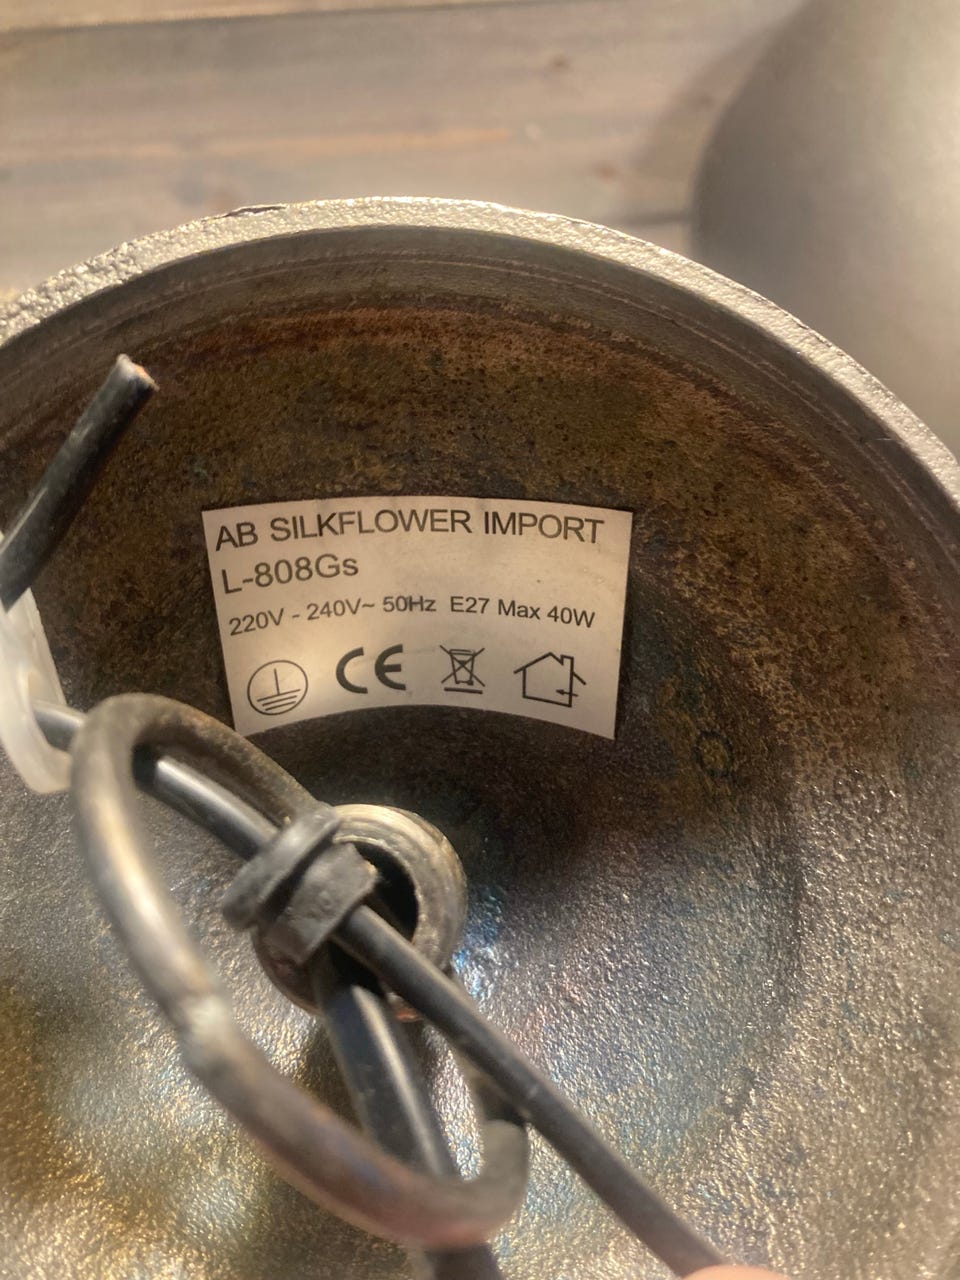 AB SILKFLOWER IMPORT
L-808Gs
220V - 240V~ 50Hz E27 Max 40W
CE